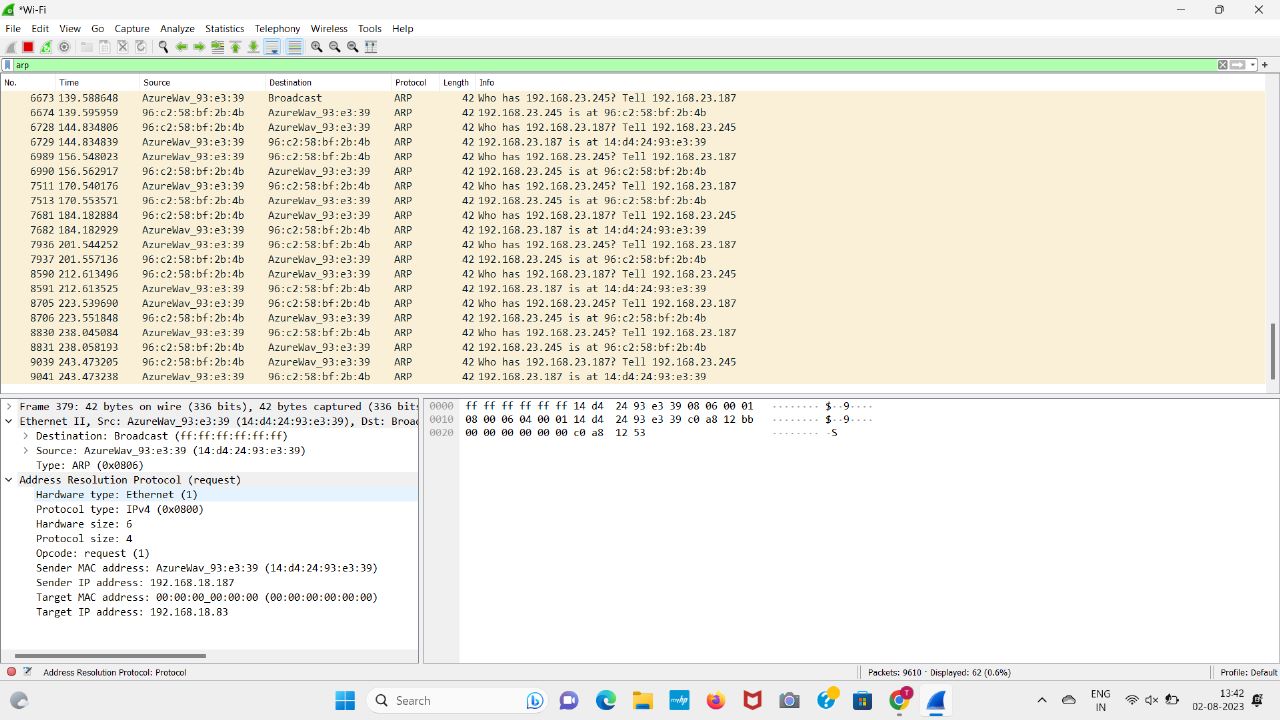 *Wi-Fi
File Edit View Go Capture Analyze Statistics Telephony Wireless Tools Help
arp
No. Time Source Destination Protocol Length Info
6673 139.588648 AzureWav_93:e3:39 Broadcast ARP 42 Who has 192.168.23.245? Tell 192.168.23.187
6674 139.595959 96:c2:58:bf:2b:4b AzureWav_93:e3:39 ARP 42 192.168.23.245 is at 96:c2:58:bf:2b:4b
6728 144.834806 96:c2:58:bf:2b:4b AzureWav_93:e3:39 ARP 42 Who has 192.168.23.187? Tell 192.168.23.245
6729 144.834839 AzureWav_93:e3:39 96:c2:58:bf:2b:4b ARP 42 192.168.23.187 is at 14:d4:24:93:e3:39
6989 156.548023 AzureWav_93:e3:39 96:c2:58:bf:2b:4b ARP 42 Who has 192.168.23.245? Tell 192.168.23.187
6990 156.562917 96:c2:58:bf:2b:4b AzureWav_93:e3:39 ARP 42 192.168.23.245 is at 96:c2:58:bf:2b:4b
7511 170.540176 AzureWav_93:e3:39 96:c2:58:bf:2b:4b ARP 42 Who has 192.168.23.245? Tell 192.168.23.187
7513 170.553571 96:c2:58:bf:2b:4b AzureWav_93:e3:39 ARP 42 192.168.23.245 is at 96:c2:58:bf:2b:4b
7681 184.182884 96:c2:58:bf:2b:4b AzureWav_93:e3:39 ARP 42 Who has 192.168.23.187? Tell 192.168.23.245
7682 184.182929 AzureWav_93:e3:39 96:c2:58:bf:2b:4b ARP 42 192.168.23.187 is at 14:d4:24:93:e3:39
7936 201.544252 AzureWav_93:e3:39 96:c2:58:bf:2b:4b ARP 42 Who has 192.168.23.245? Tell 192.168.23.187
7937 201.557136 96:c2:58:bf:2b:4b AzureWav_93:e3:39 ARP 42 192.168.23.245 is at 96:c2:58:bf:2b:4b
8590 212.613496 96:c2:58:bf:2b:4b AzureWav_93:e3:39 ARP 42 Who has 192.168.23.187? Tell 192.168.23.245
8591 212.613525 AzureWav_93:e3:39 96:c2:58:bf:2b:4b ARP 42 192.168.23.187 is at 14:d4:24:93:e3:39
8705 223.539690 AzureWav_93:e3:39 96:c2:58:bf:2b:4b ARP 42 Who has 192.168.23.245? Tell 192.168.23.187
8706 223.551848 96:c2:58:bf:2b:4b AzureWav_93:e3:39 ARP 42 192.168.23.245 is at 96:c2:58:bf:2b:4b
8830 238.045084 AzureWav_93:e3:39 96:c2:58:bf:2b:4b ARP 42 Who has 192.168.23.245? Tell 192.168.23.187
8831 238.058193 96:c2:58:bf:2b:4b AzureWav_93:e3:39 ARP 42 192.168.23.245 is at 96:c2:58:bf:2b:4b
9039 243.473205 96:c2:58:bf:2b:4b AzureWav_93:e3:39 ARP 42 Who has 192.168.23.187? Tell 192.168.23.245
9041 243.473238 AzureWav_93:e3:39 96:c2:58:bf:2b:4b ARP 42 192.168.23.187 is at 14:d4:24:93:e3:39
Frame 379: 42 bytes on wire (336 bits), 42 bytes captured (336 bits
Ethernet II, Src: AzureWav_93:e3:39 (14:d4:24:93:e3:39), Dst: Broad
Destination: Broadcast (ff:ff:ff:ff:ff:ff)
Source: AzureWav_93:e3:39 (14:d4:24:93:e3:39)
Type: ARP (0x0806)
Address Resolution Protocol (request)
Hardware type: Ethernet (1)
Protocol type: IPv4 (0x0800)
Hardware size: 6
Protocol size: 4
Opcode: request (1)
Sender MAC address: AzureWav_93:e3:39 (14:d4:24:93:e3:39)
Sender IP address: 192.168.18.187
Target MAC address: 00:00:00_00:00:00 (00:00:00:00:00:00)
Target IP address: 192.168.18.83
0000 ff ff ff ff ff ff 14 d4 24 93 e3 39 08 06 00 01 ········ $··9····
0010 08 00 06 04 00 01 14 d4 24 93 e3 39 c0 a8 12 bb ········ $··9····
0020 00 00 00 00 00 00 c0 a8 12 53 ········ ·S
Address Resolution Protocol: Protocol
Packets: 9610 · Displayed: 62 (0.6%)
Profile: Default
Search
myhp
T
ENG
IN
13:42
02-08-2023